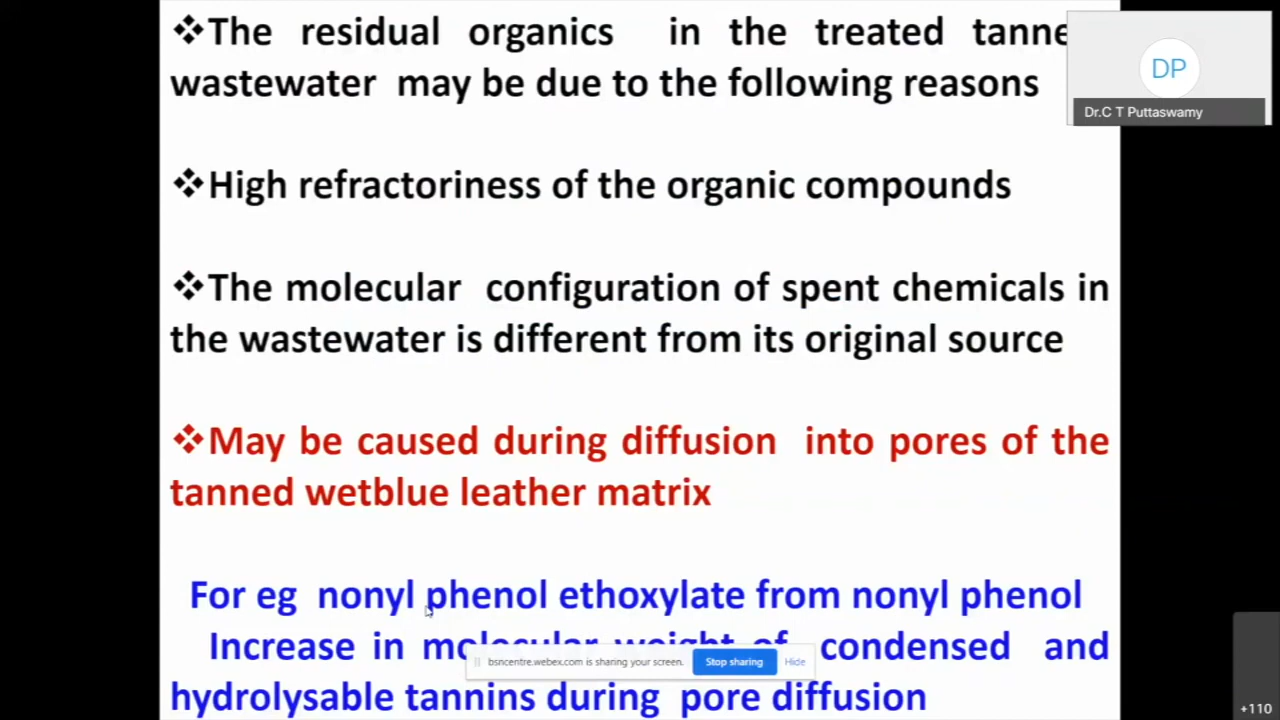 ❖The residual organics in the treated tanne
wastewater may be due to the following reasons
DP
Dr.C T Puttaswamy
❖High refractoriness of the organic compounds
❖The molecular configuration of spent chemicals in
the wastewater is different from its original source
❖May be caused during diffusion into pores of the
tanned wetblue leather matrix
For eg nonyl phenol ethoxylate from nonyl phenol
Increase in molecular weight of condensed and
bsncentre.webex.com is sharing your screen. Stop sharing Hide
hydrolysable tannins during pore diffusion
+110